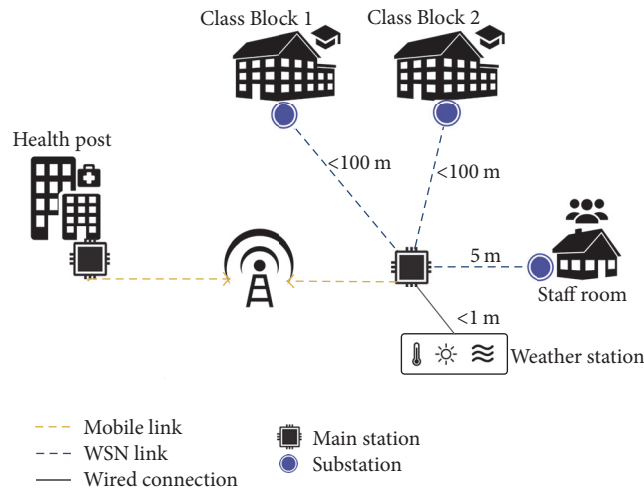 Class Block 1
Class Block 2
Health post
<100 m
<100 m
5 m
Staff room
<1 m
Weather station
Mobile link
WSN link
Wired connection
Main station
Substation